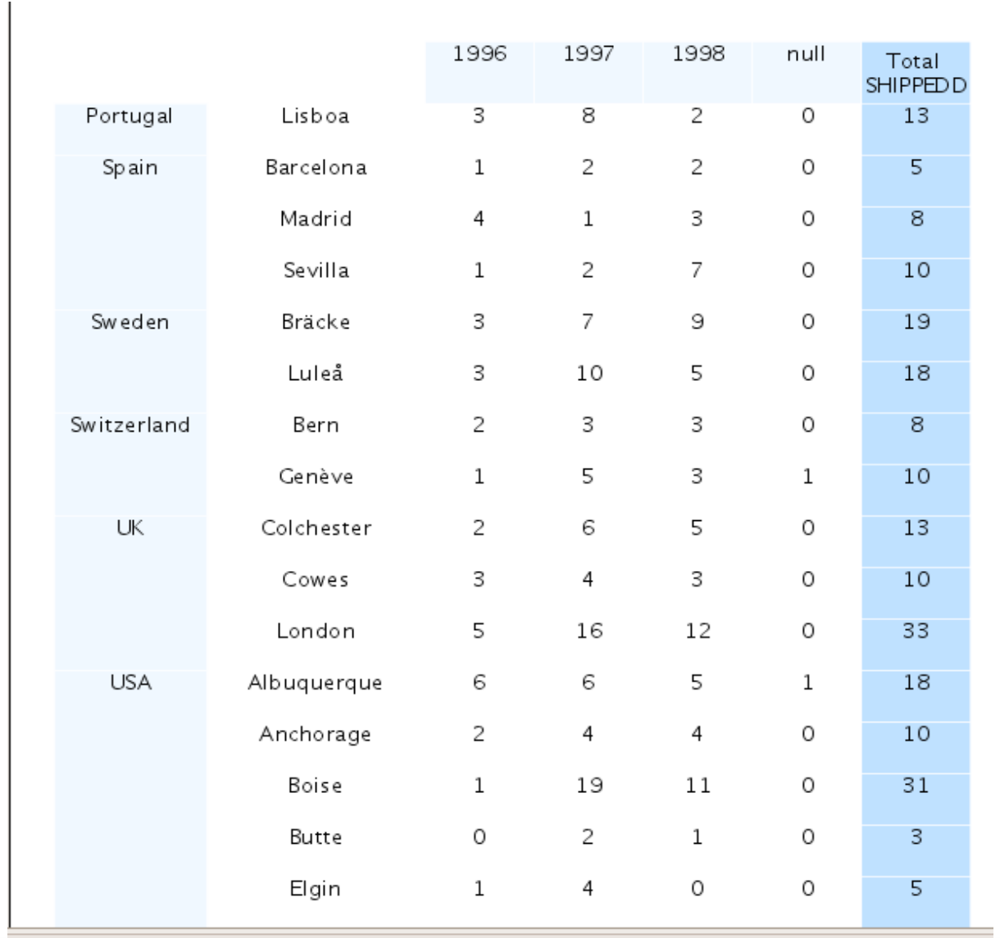 1996 1997 1998 null Total
SHIPPEDD
Portugal Lisboa 3 8 2 0 13
Spain Barcelona 1 2 2 0 5
Madrid 4 1 3 0 8
Sevilla 1 2 7 0 10
Sweden Bräcke 3 7 9 0 19
Luleå 3 10 5 0 18
Switzerland Bern 2 3 3 0 8
Genève 1 5 3 1 10
UK Colchester 2 6 5 0 13
Cowes 3 4 3 0 10
London 5 16 12 0 33
USA Albuquerque 6 6 5 1 18
Anchorage 2 4 4 0 10
Boise 1 19 11 0 31
Butte 0 2 1 0 3
Elgin 1 4 0 0 5